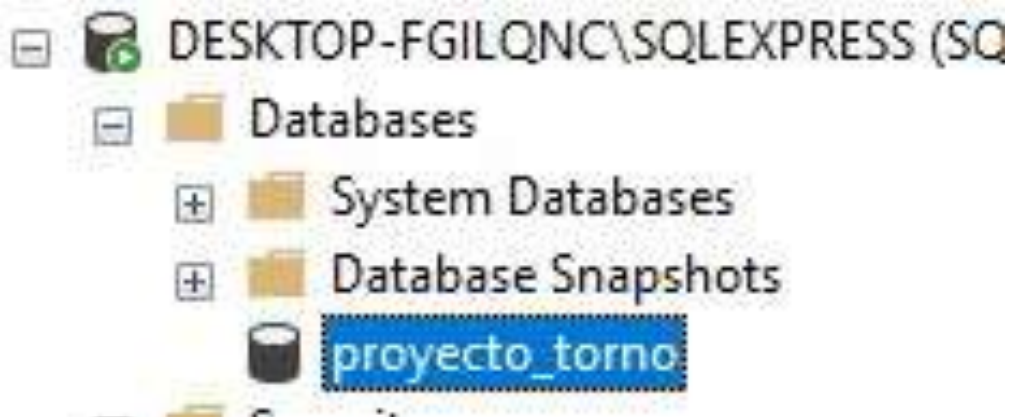 DESKTOP-FGILQNC\SQLEXPRESS (SQ
Databases
System Databases
Database Snapshots
proyecto_torno